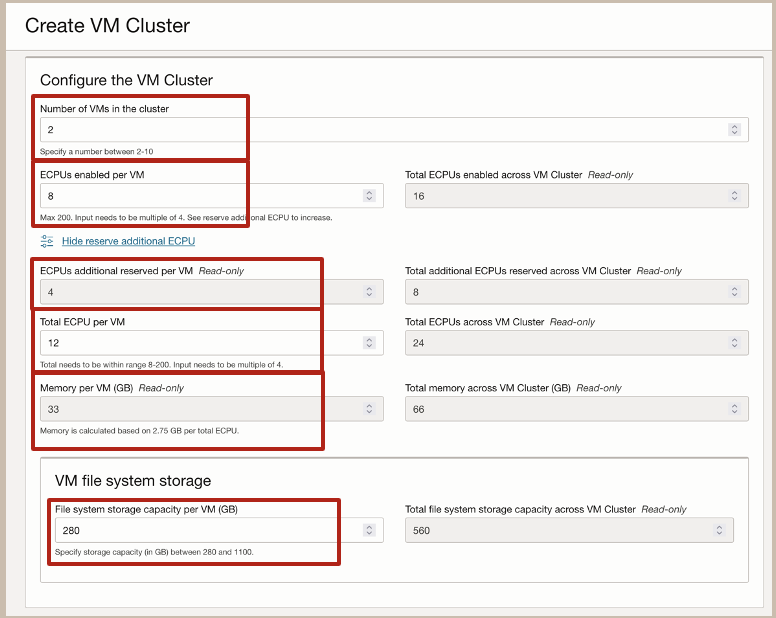 Create VM Cluster
Configure the VM Cluster
Number of VMs in the cluster
2
Specify a number between 2-10
ECPUs enabled per VM
Total ECPUs enabled across VM Cluster Read-only
8
16
Max 200. Input needs to be multiple of 4. See reserve additional ECPU to increase.
Hide reserve additional ECPU
ECPUs additional reserved per VM Read-only
Total additional ECPUs reserved across VM Cluster Read-only
4
8
Total ECPU per VM
Total ECPUs across VM Cluster Read-only
12
24
Total needs to be within range 8-200. Input needs to be multiple of 4.
Memory per VM (GB) Read-only
Total memory across VM Cluster (GB) Read-only
33
66
Memory is calculated based on 2.75 GB per total ECPU.
VM file system storage
File system storage capacity per VM (GB)
Total file system storage capacity across VM Cluster Read-only
280
560
Specify storage capacity (in GB) between 280 and 1100.